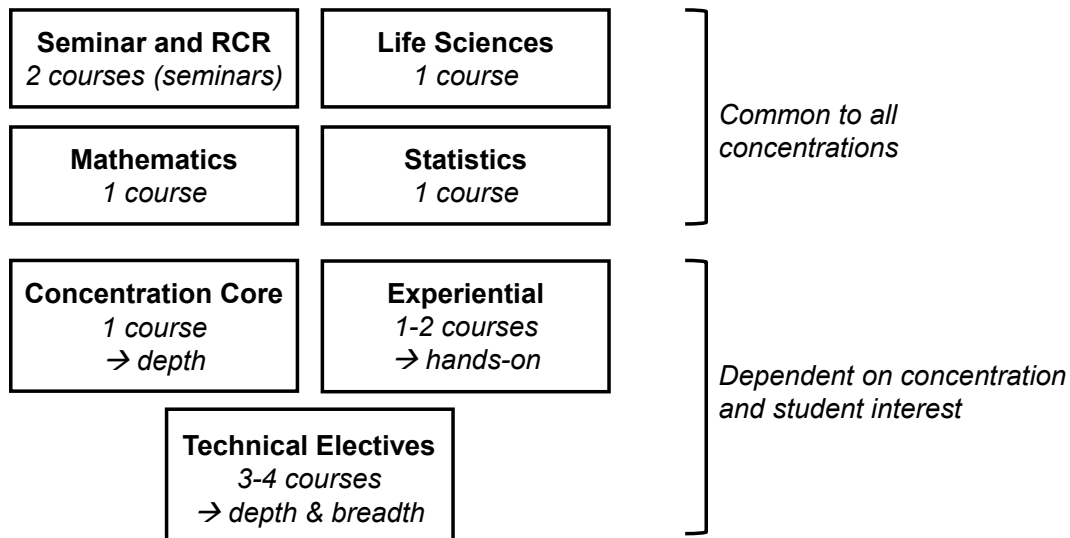 Seminar and RCR
2 courses (seminars)
Life Sciences
1 course
Mathematics
1 course
Statistics
1 course
Common to all
concentrations
Concentration Core
1 course
→ depth
Experiential
1-2 courses
→ hands-on
Technical Electives
3-4 courses
→ depth & breadth
Dependent on concentration
and student interest